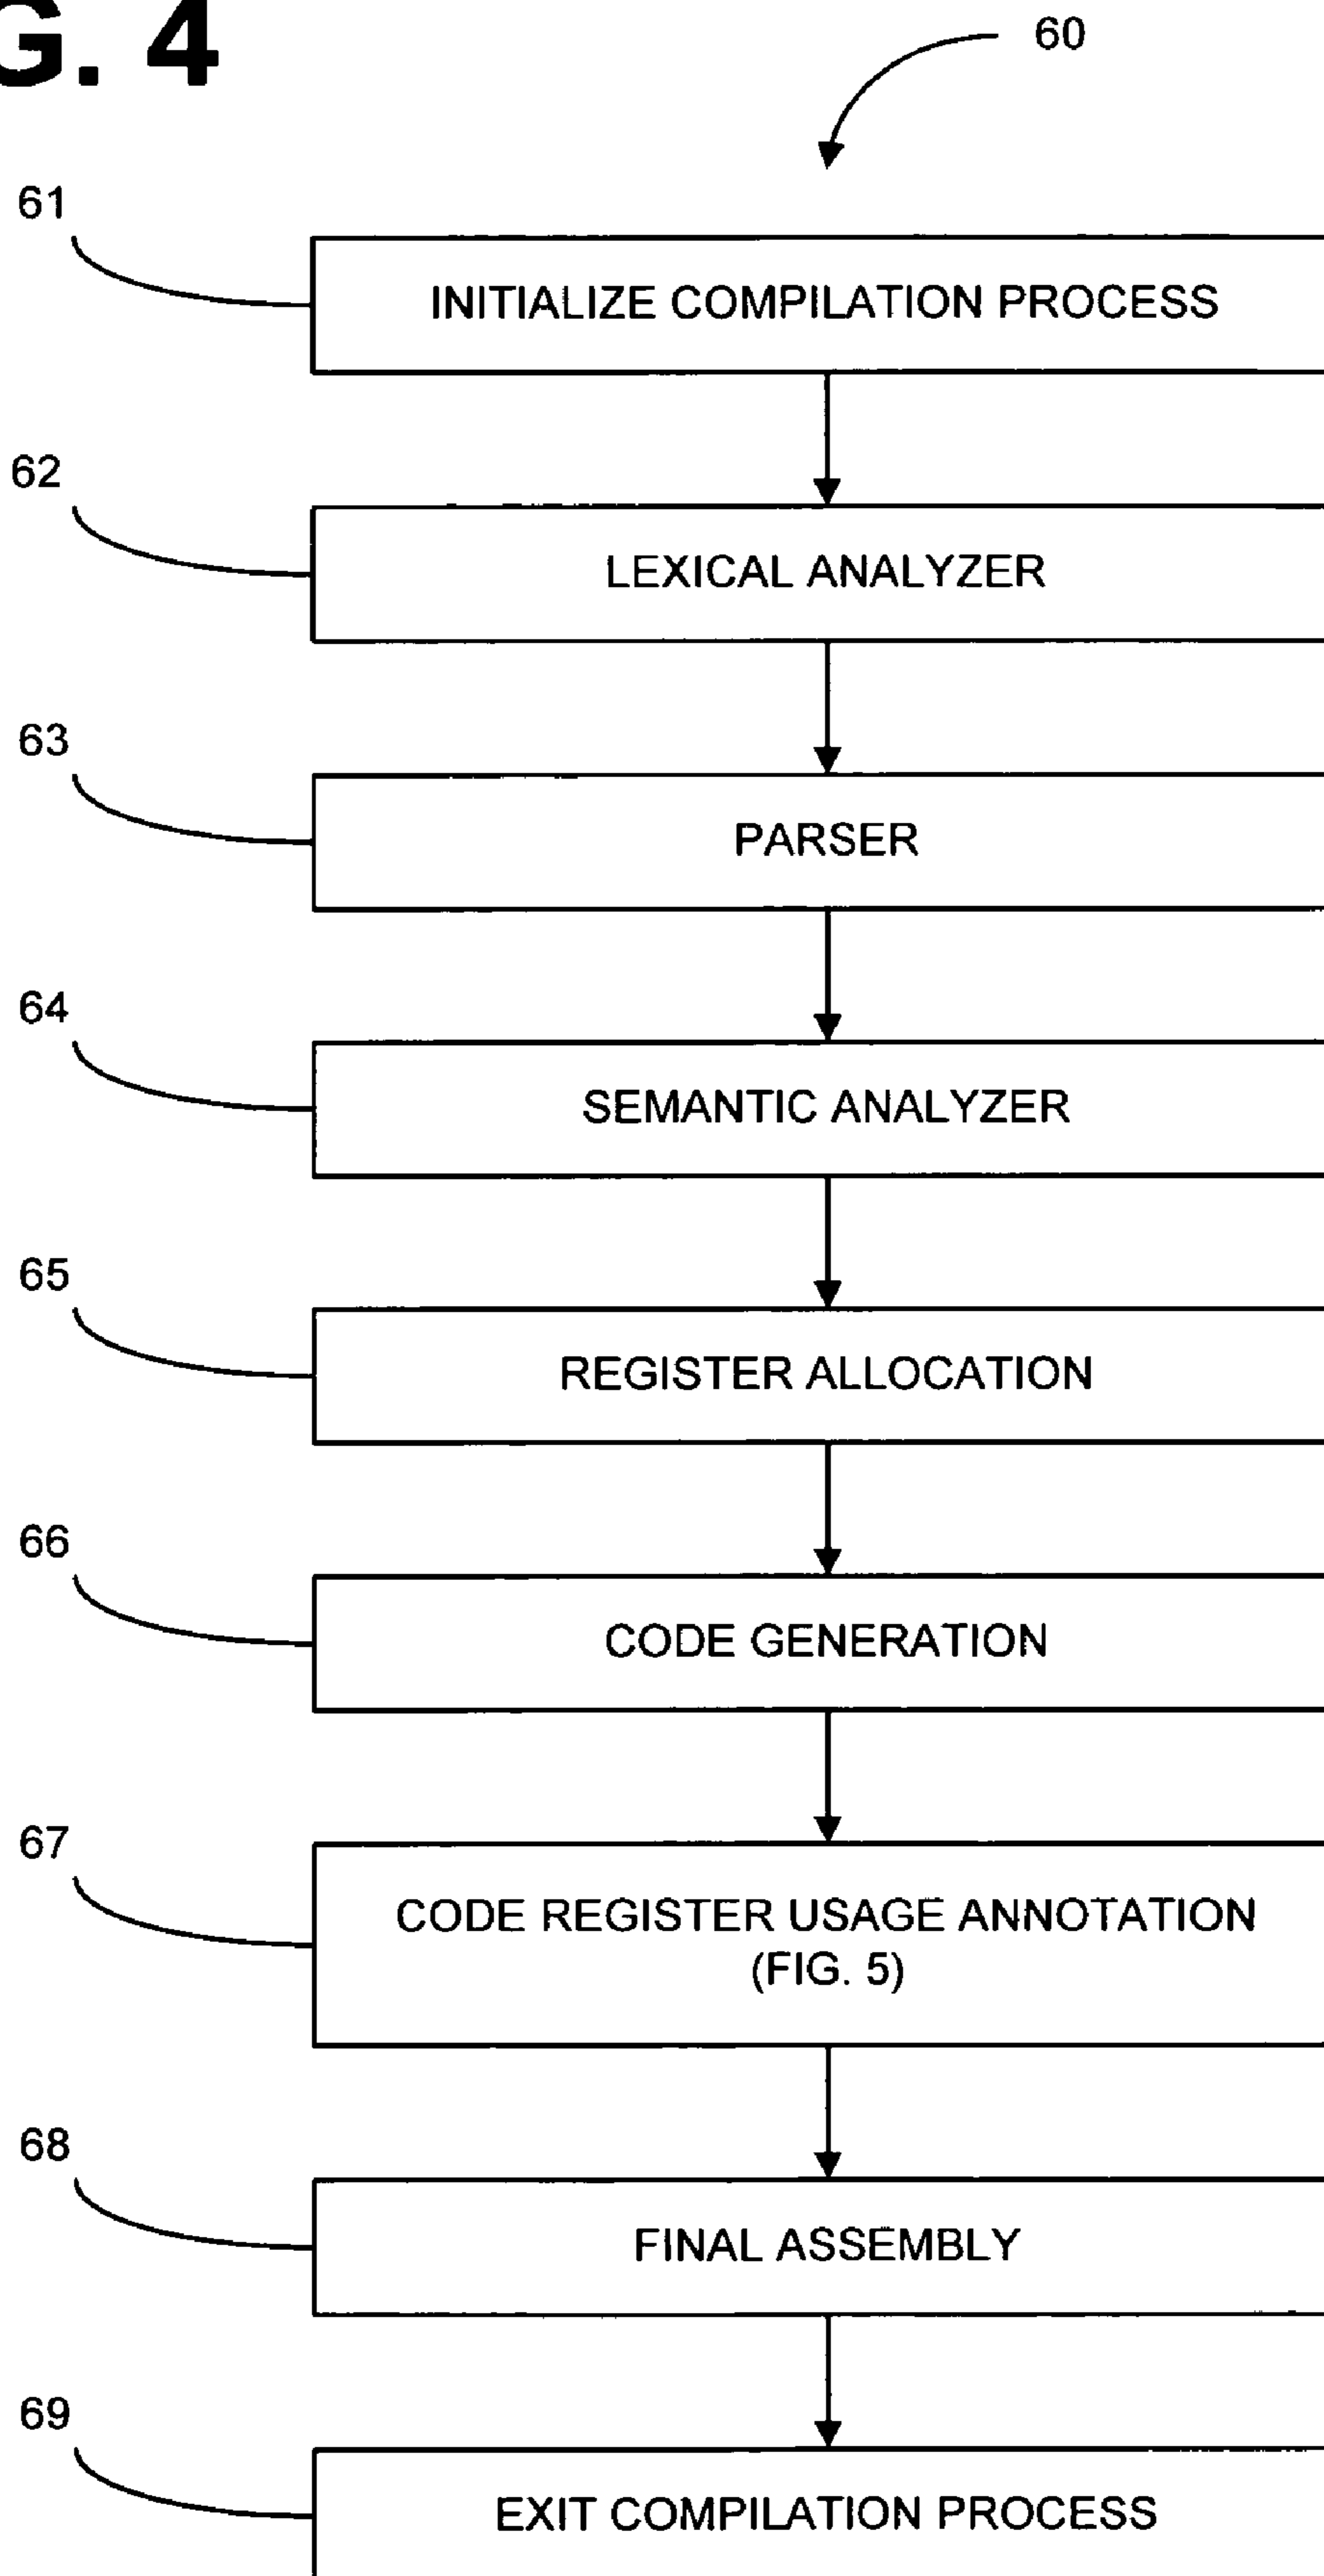 G. 4
60
61
INITIALIZE COMPILATION PROCESS
62
LEXICAL ANALYZER
63
PARSER
64
SEMANTIC ANALYZER
65
REGISTER ALLOCATION
66
CODE GENERATION
67
CODE REGISTER USAGE ANNOTATION
(FIG. 5)
68
FINAL ASSEMBLY
69
EXIT COMPILATION PROCESS